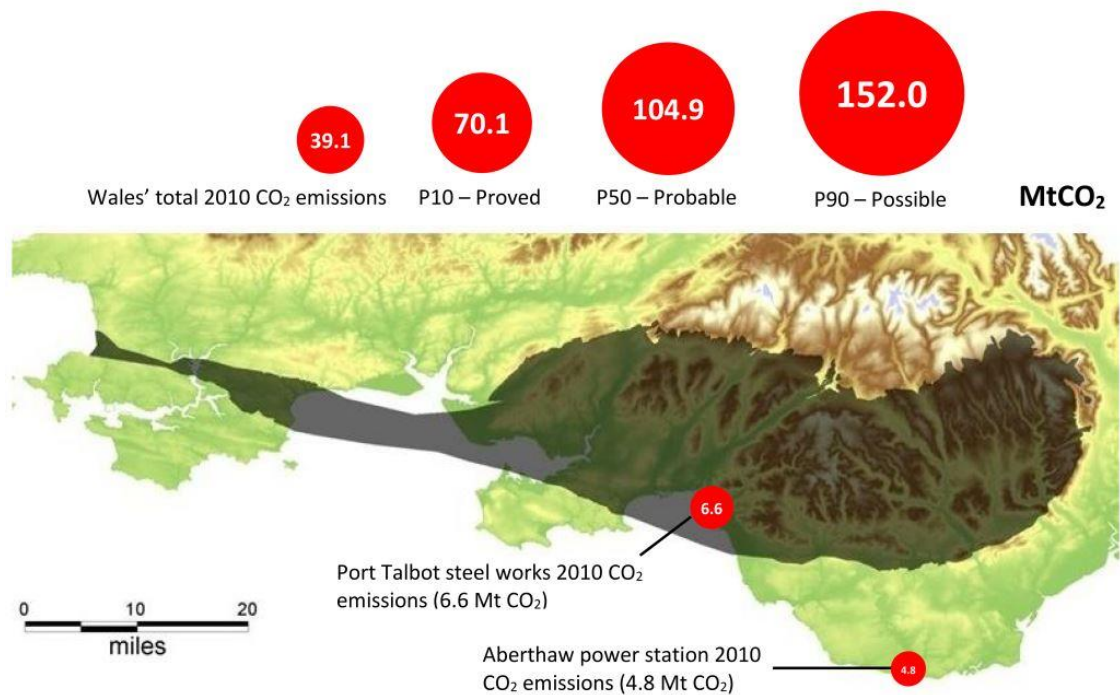 39.1
70.1
104.9
152.0
Wales’ total 2010 CO₂ emissions
P10 – Proved
P50 – Probable
P90 – Possible
MtCO₂
6.6
Port Talbot steel works 2010 CO₂
emissions (6.6 Mt CO₂)
0 10 20
miles
Aberthaw power station 2010
CO₂ emissions (4.8 Mt CO₂)
4.8